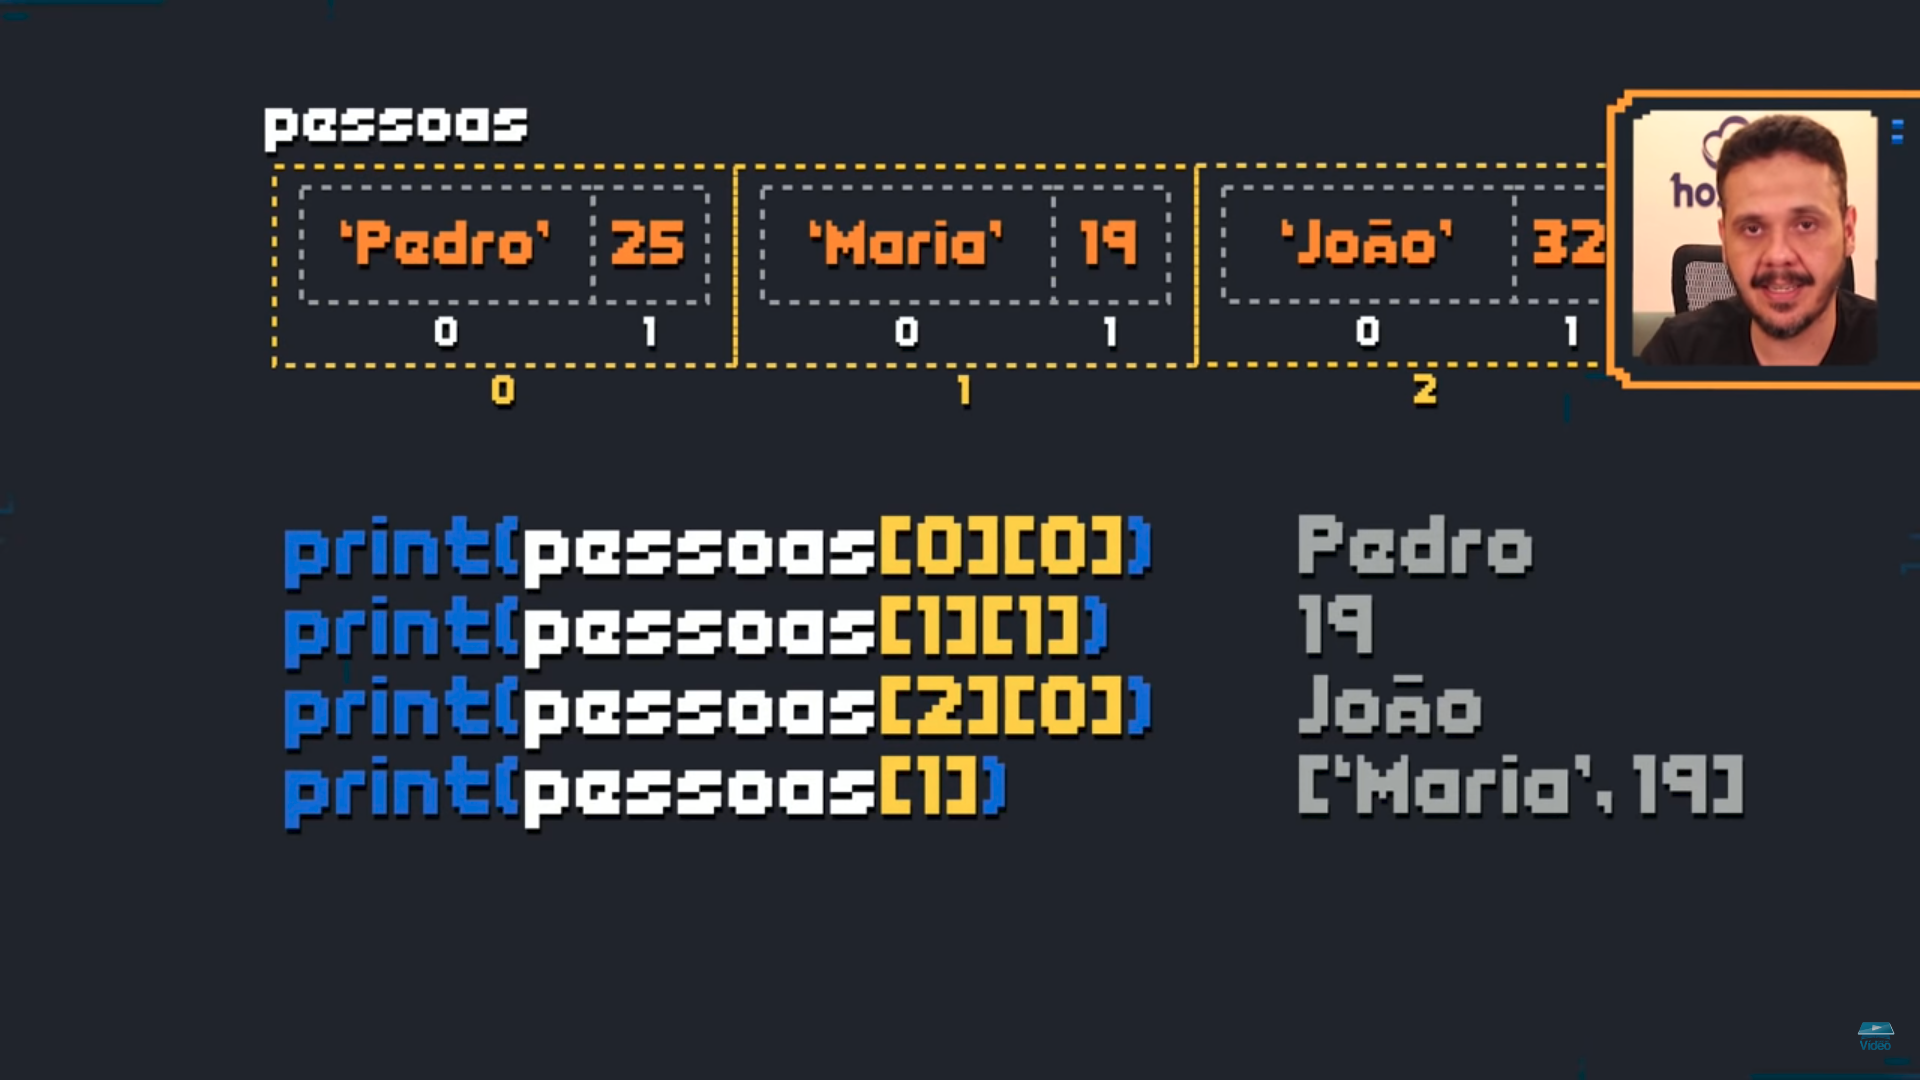 pessoas
'Pedro' 25 'Maria' 19 'João' 32
0 1 0 1 0 1
0 1 2
print(pessoas[0][0]) Pedro
print(pessoas[1][1]) 19
print(pessoas[2][0]) João
print(pessoas[1]) ['Maria', 19]
Vídeo